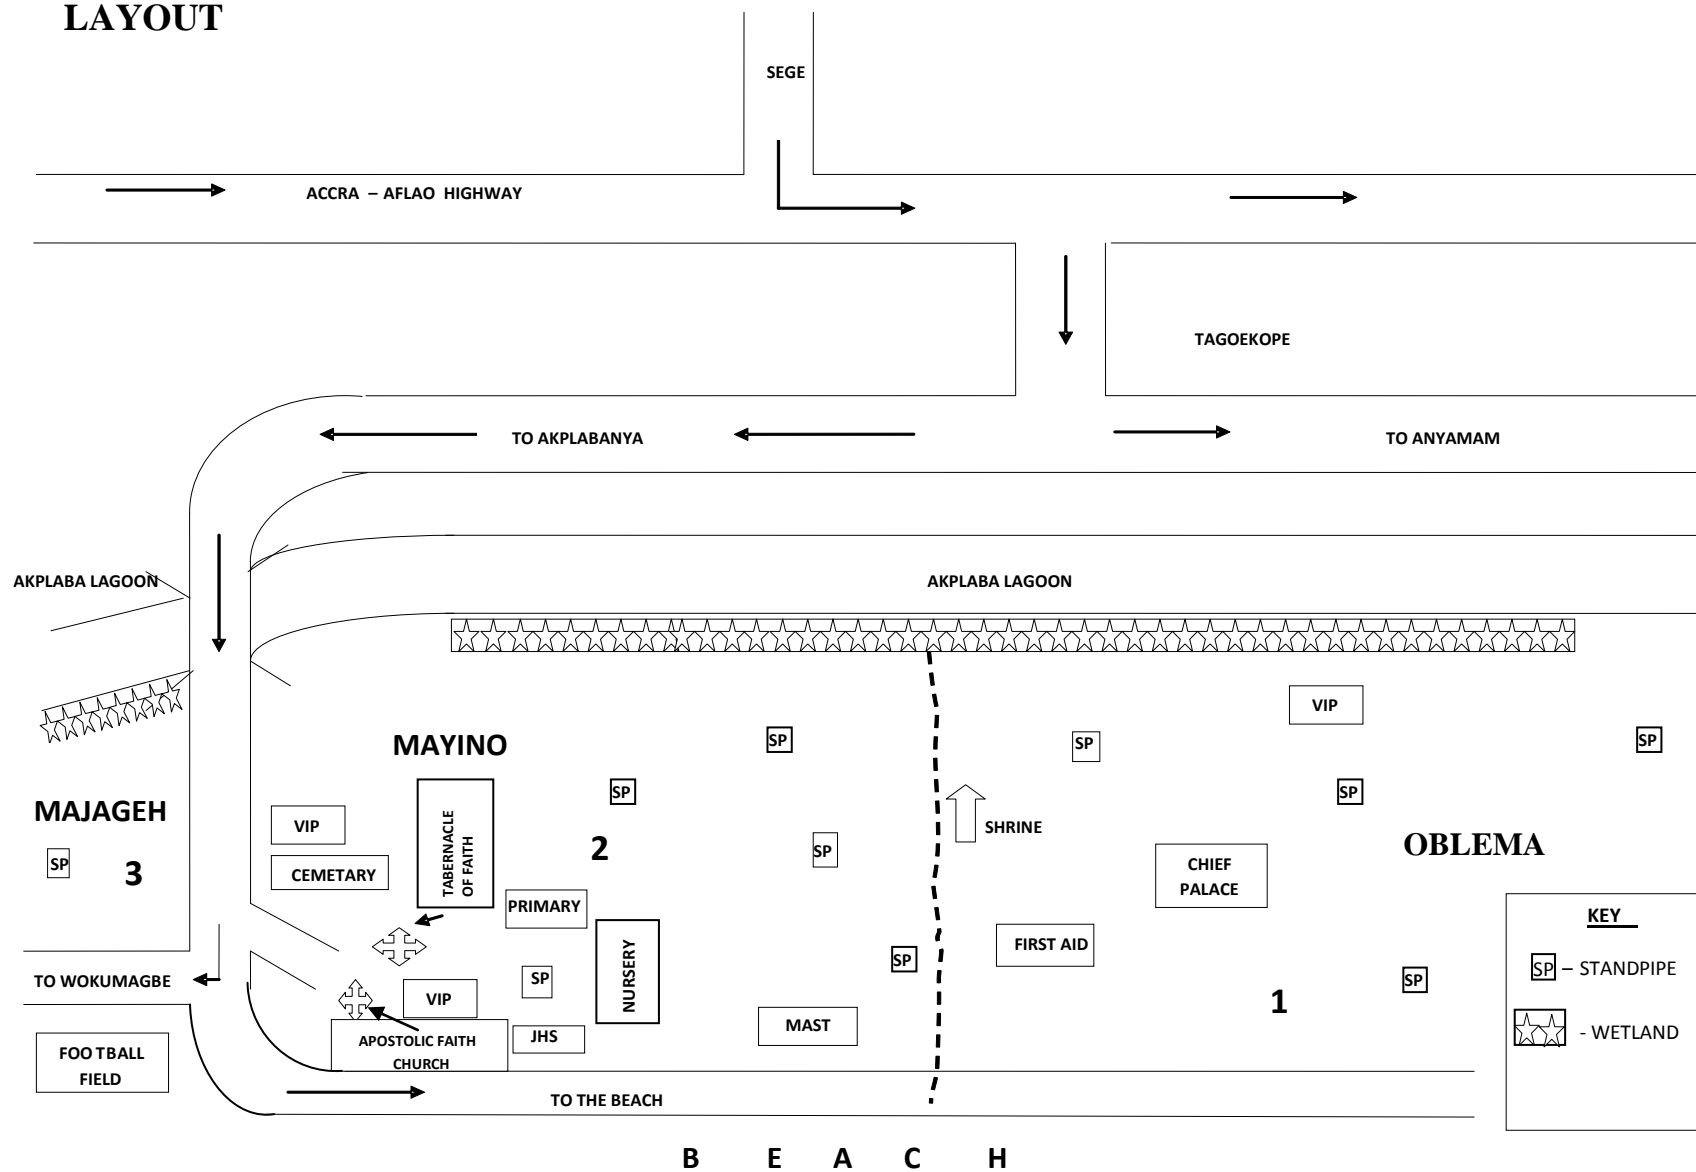 LAYOUT
SEGE
ACCRA – AFLAO HIGHWAY
TAGOEKOPE
TO AKPLABANYA
TO ANYAMAM
AKPLABA LAGOON
AKPLABA LAGOON
VIP
SP
SP
SP
MAYINO
SP
SP
MAJAGEH
VIP
TABERNACLE
OF FAITH
SHRINE
2
SP
OBLEMA
SP
3
CEMETARY
CHIEF
PALACE
PRIMARY
KEY
FIRST AID
NURSERY
SP
SP – STANDPIPE
TO WOKUMAGBE
SP
SP
VIP
1
MAST
- WETLAND
JHS
APOSTOLIC FAITH
CHURCH
FOO TBALL
FIELD
TO THE BEACH
B E A C H